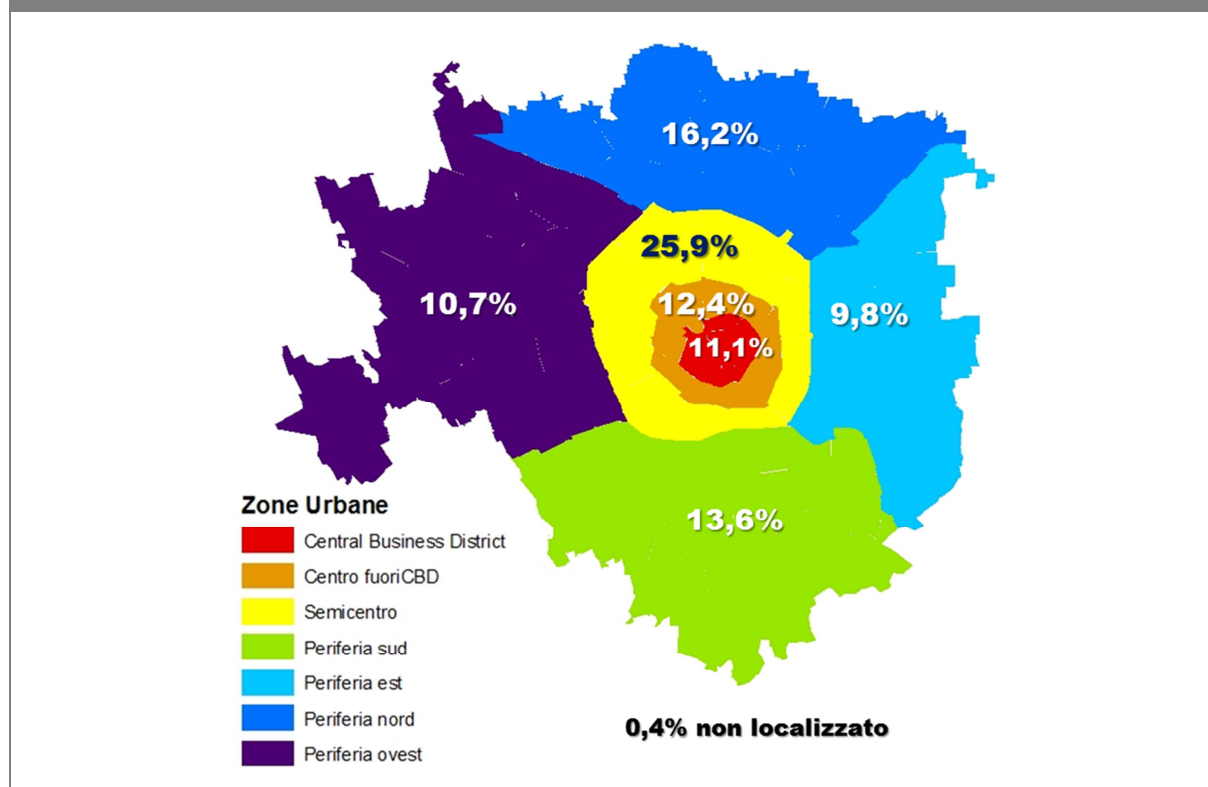 16,2%
25,9%
12,4%
10,7%
9,8%
11,1%
13,6%
Zone Urbane
Central Business District
Centro fuoriCBD
Semicentro
Periferia sud
Periferia est
Periferia nord
Periferia ovest
0,4% non localizzato